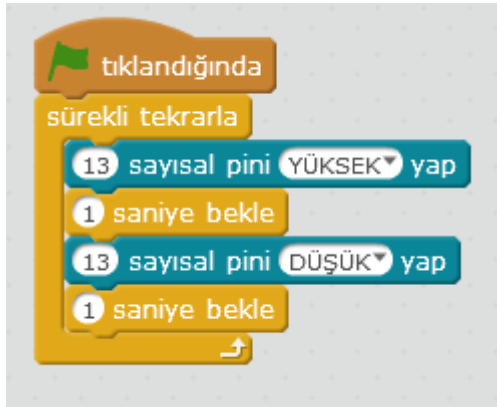 tıklandığında
sürekli tekrarla
13 sayısal pini YÜKSEK yap
1 saniye bekle
13 sayısal pini DÜŞÜK yap
1 saniye bekle